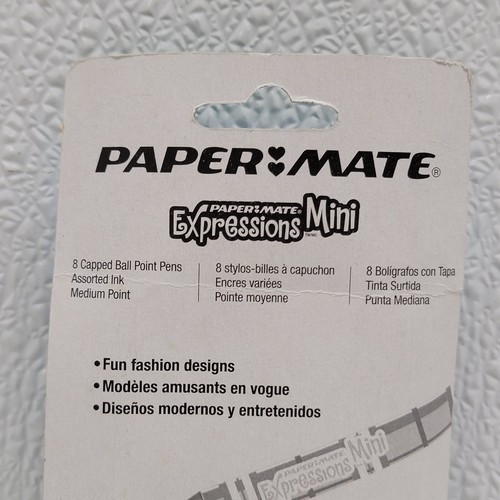 PAPER MATE®
PAPER MATE®
Expressions Mini
8 Capped Ball Point Pens
Assorted Ink
Medium Point
8 stylos-billes à capuchon
Encres variées
Pointe moyenne
8 Bolígrafos con Tapa
Tinta Surtida
Punta Mediana
• Fun fashion designs
• Modèles amusants en vogue
• Diseños modernos y entretenidos
PAPER MATE
Expressions Mini